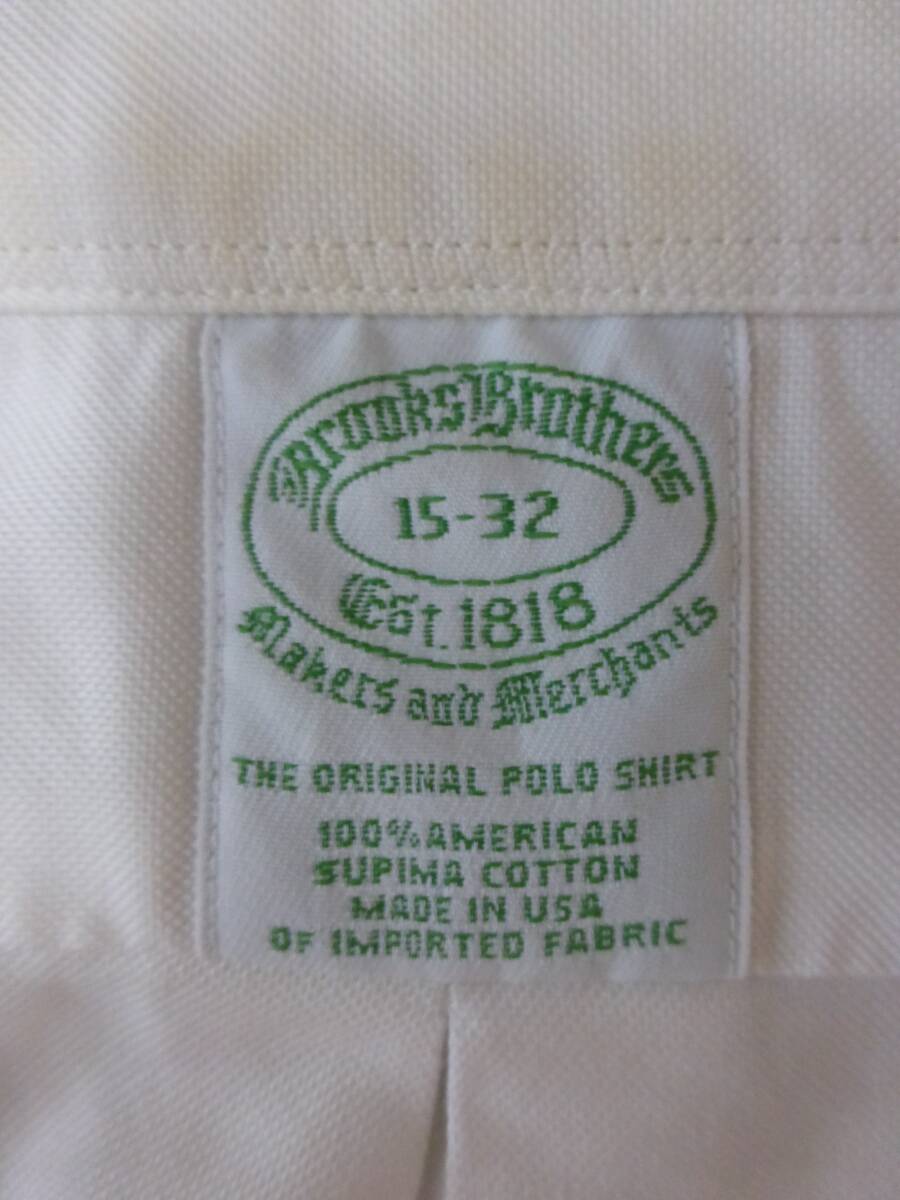 Brooks Brothers
15-32
Est. 1818
Makers and Merchants
THE ORIGINAL POLO SHIRT
100% AMERICAN
SUPIMA COTTON
MADE IN USA
OF IMPORTED FABRIC